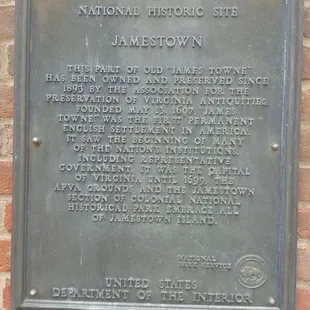 NATIONAL HISTORIC SITE
JAMESTOWN
THIS PART OF OLD "JAMES TOWNE"
HAS BEEN OWNED AND PRESERVED SINCE
1893 BY THE ASSOCIATION FOR THE
PRESERVATION OF VIRGINIA ANTIQUITIES.
FOUNDED MAY 13, 1607, "JAMES
TOWNE" WAS THE FIRST PERMANENT
ENGLISH SETTLEMENT IN AMERICA.
IT SAW THE BEGINNING OF MANY
OF THE NATION'S INSTITUTIONS,
INCLUDING REPRESENTATIVE
GOVERNMENT. IT WAS THE CAPITAL
OF VIRGINIA UNTIL 1699. THE
APVA GROUNDS AND THE JAMESTOWN
SECTION OF COLONIAL NATIONAL
HISTORICAL PARK EMBRACE ALL
OF JAMESTOWN ISLAND.
NATIONAL
PARK SERVICE
UNITED STATES
DEPARTMENT OF THE INTERIOR